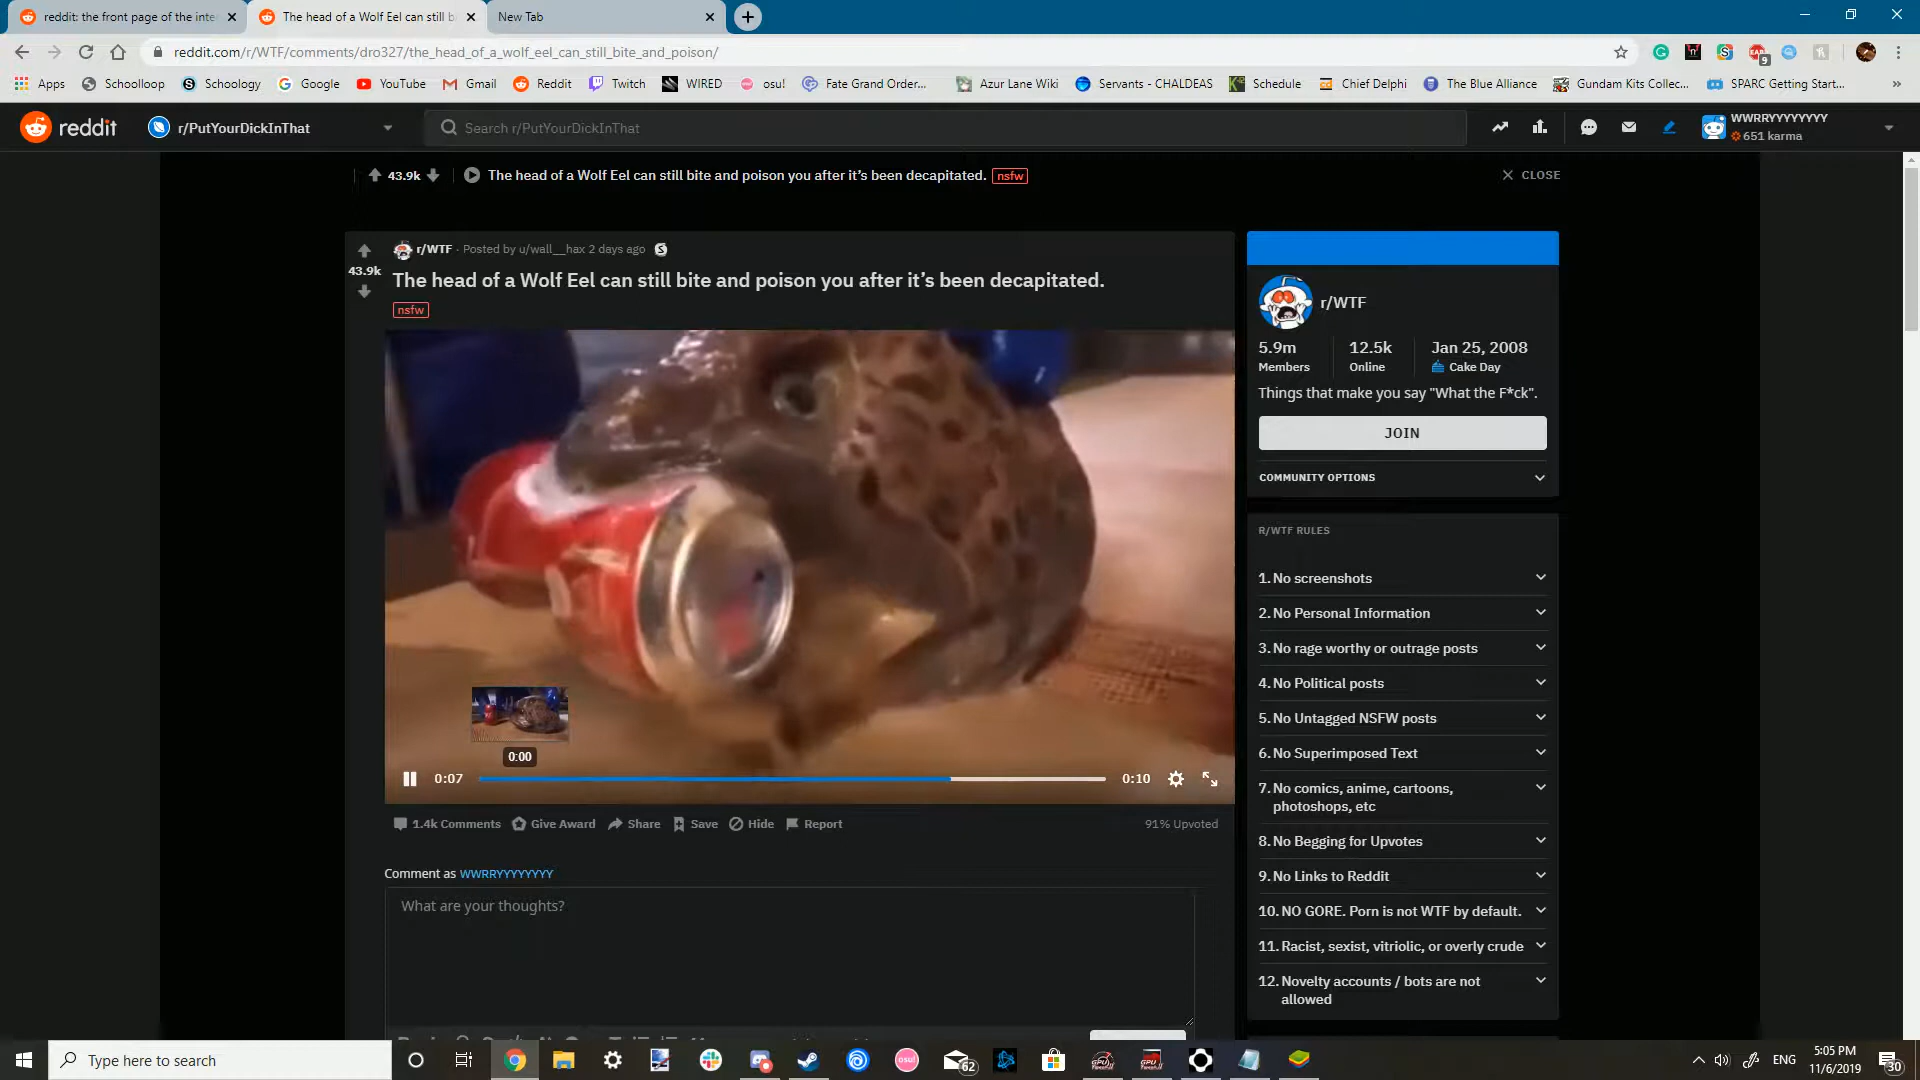 reddit: the front page of the inte
The head of a Wolf Eel can still b
New Tab
reddit.com/r/WTF/comments/dro327/the_head_of_a_wolf_eel_can_still_bite_and_poison/
9
Apps Schoolloop Schoology Google YouTube Gmail Reddit Twitch WIRED osu! Fate Grand Order... Azur Lane Wiki Servants - CHALDEAS Schedule Chief Delphi The Blue Alliance Gundam Kits Collec... SPARC Getting Start... »
reddit r/PutYourDickInThat Search r/PutYourDickInThat WWRRYYYYYYYY
651 karma
43.9k The head of a Wolf Eel can still bite and poison you after it’s been decapitated. nsfw CLOSE
r/WTF · Posted by u/wall__hax 2 days ago
43.9k
The head of a Wolf Eel can still bite and poison you after it’s been decapitated.
nsfw
0:00
0:07 0:10
1.4k Comments Give Award Share Save Hide Report 91% Upvoted
Comment as WWRRYYYYYYYY
What are your thoughts?
r/WTF
5.9m 12.5k Jan 25, 2008
Members Online Cake Day
Things that make you say "What the F*ck".
JOIN
COMMUNITY OPTIONS
R/WTF RULES
1. No screenshots
2. No Personal Information
3. No rage worthy or outrage posts
4. No Political posts
5. No Untagged NSFW posts
6. No Superimposed Text
7. No comics, anime, cartoons,
photoshops, etc
8. No Begging for Upvotes
9. No Links to Reddit
10. NO GORE. Porn is not WTF by default.
11. Racist, sexist, vitriolic, or overly crude
12. Novelty accounts / bots are not
allowed
Type here to search
osu!
62
GPU
GPU
ENG
5:05 PM
11/6/2019
30